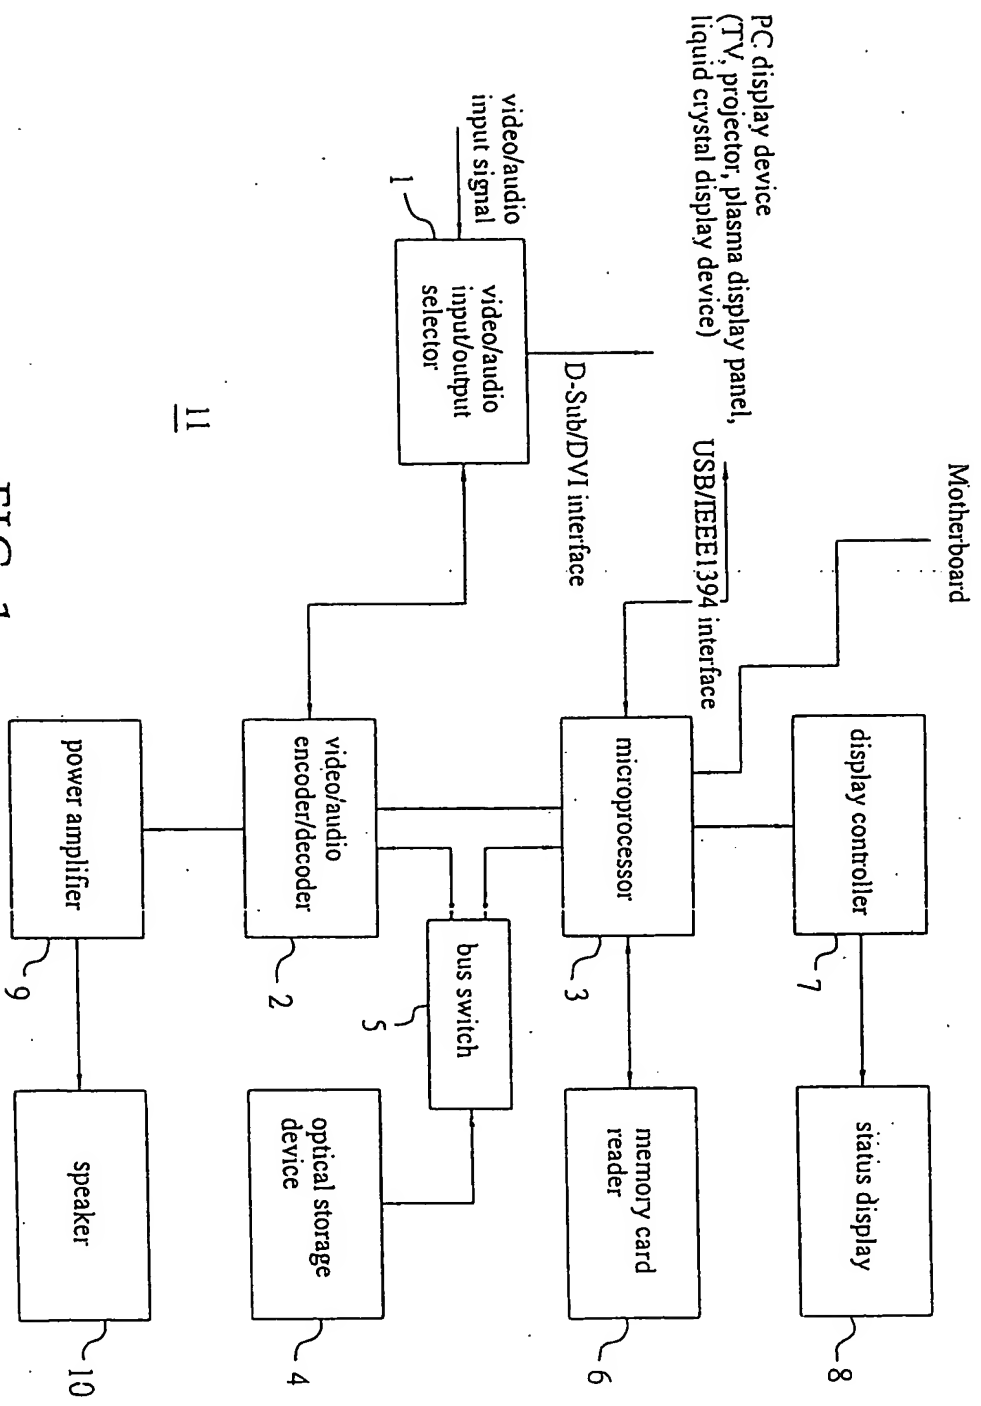 Motherboard
PC display device
(TV, projector, plasma display panel,
liquid crystal display device)
USB/IEEE1394 interface
D-Sub/DVI interface
video/audio
input signal
1
video/audio
input/output
selector
display controller
7
status display
8
microprocessor
3
memory card
reader
6
bus switch
5
video/audio
encoder/decoder
2
optical storage
device
4
power amplifier
9
speaker
10
11
FIG. 1